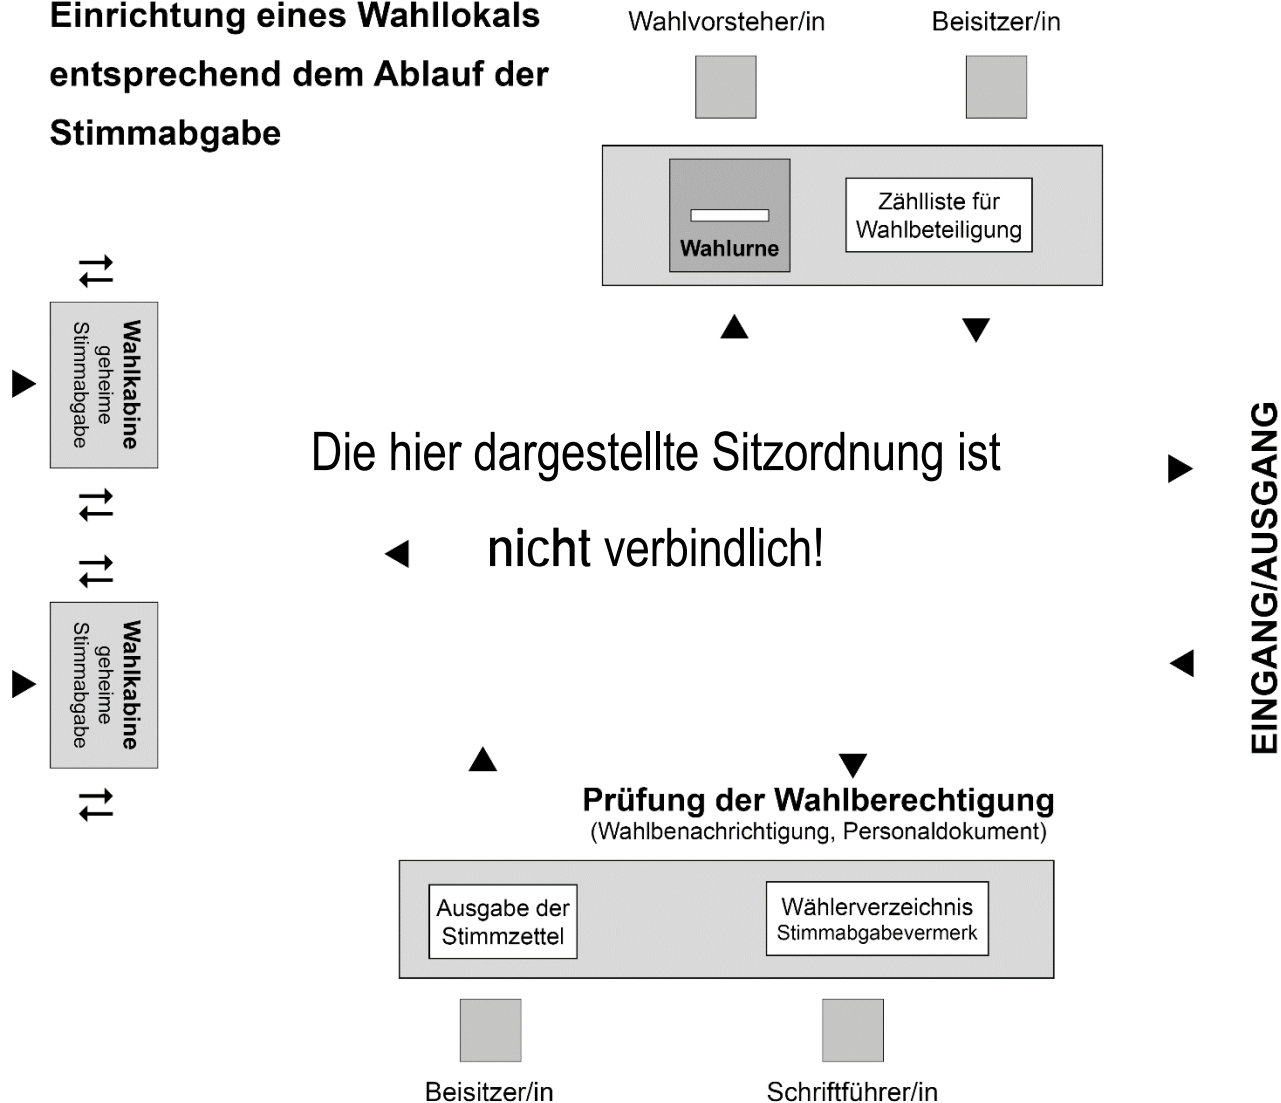 Einrichtung eines Wahllokals
entsprechend dem Ablauf der
Stimmabgabe
Wahlvorsteher/in
Beisitzer/in
Wahlurne
Zählliste für
Wahlbeteiligung
Wahlkabine
geheime
Stimmabgabe
Die hier dargestellte Sitzordnung ist
nicht verbindlich!
EINGANG/AUSGANG
Wahlkabine
geheime
Stimmabgabe
Prüfung der Wahlberechtigung
(Wahlbenachrichtigung, Personaldokument)
Ausgabe der
Stimmzettel
Wählerverzeichnis
Stimmabgabevermerk
Beisitzer/in
Schriftführer/in